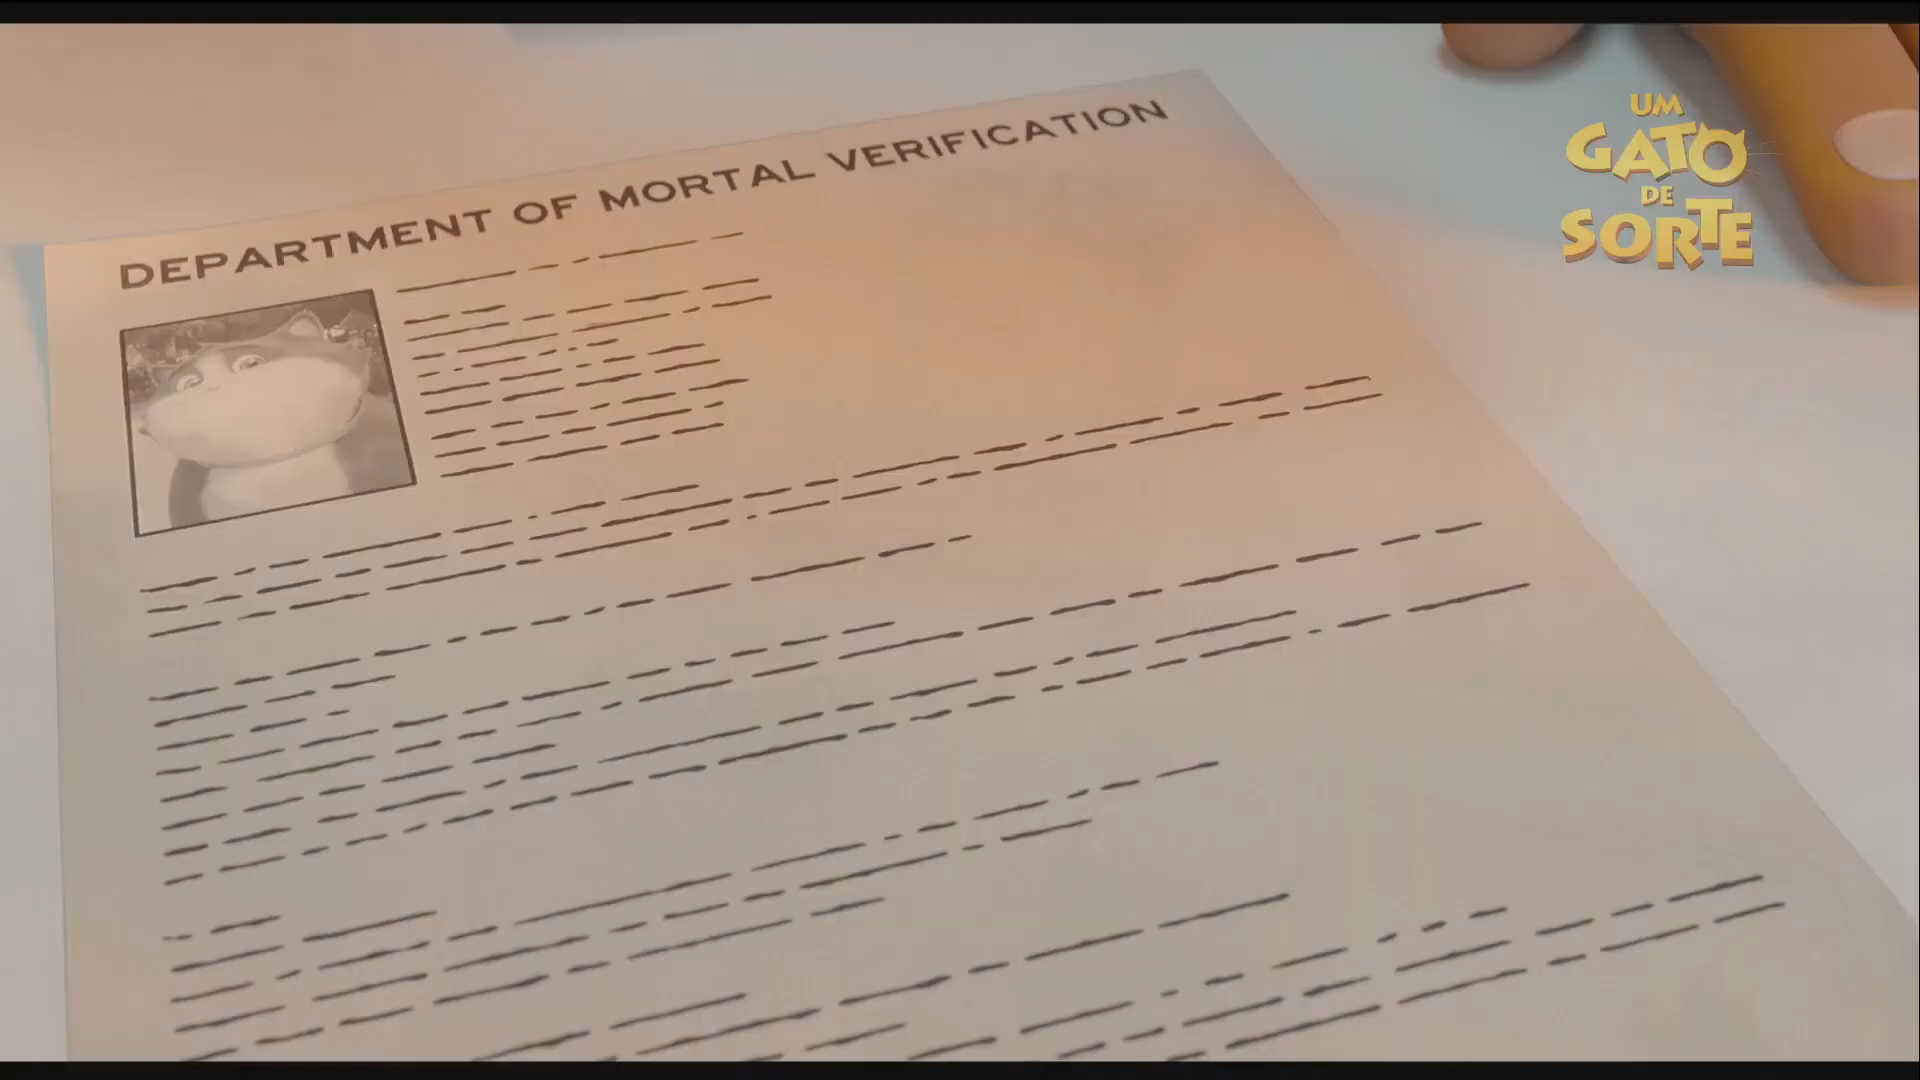 DEPARTMENT OF MORTAL VERIFICATION
UM
GATO
DE
SORTE